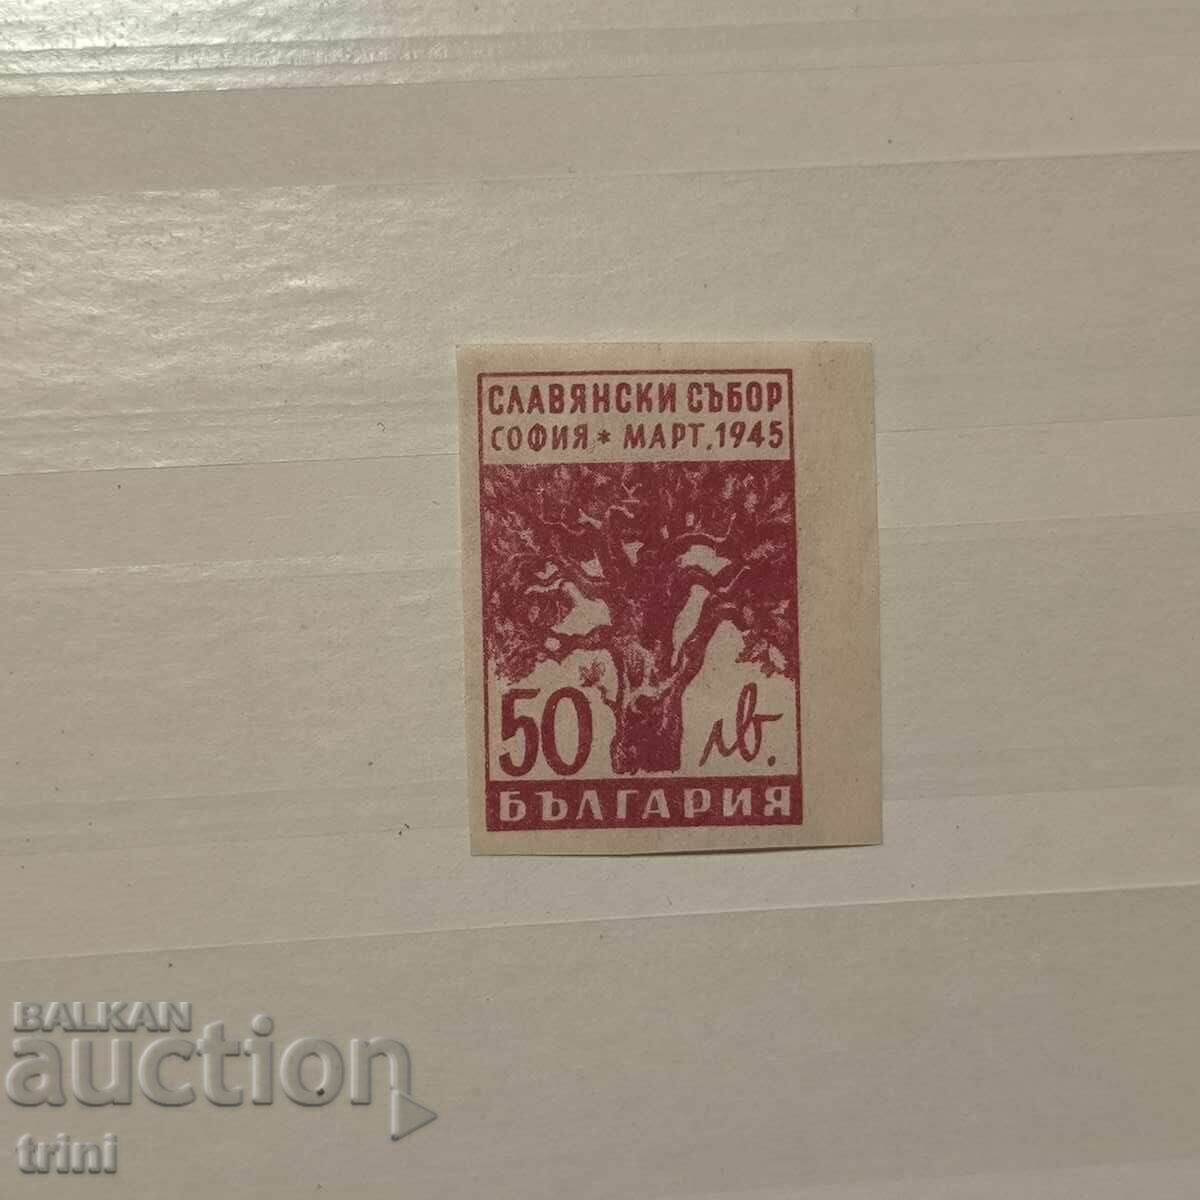 СЛАВЯНСКИ СЪБОР
СОФИЯ * МАРТ, 1945
50 лв.
БЪЛГАРИЯ
BALKAN
auction
trini